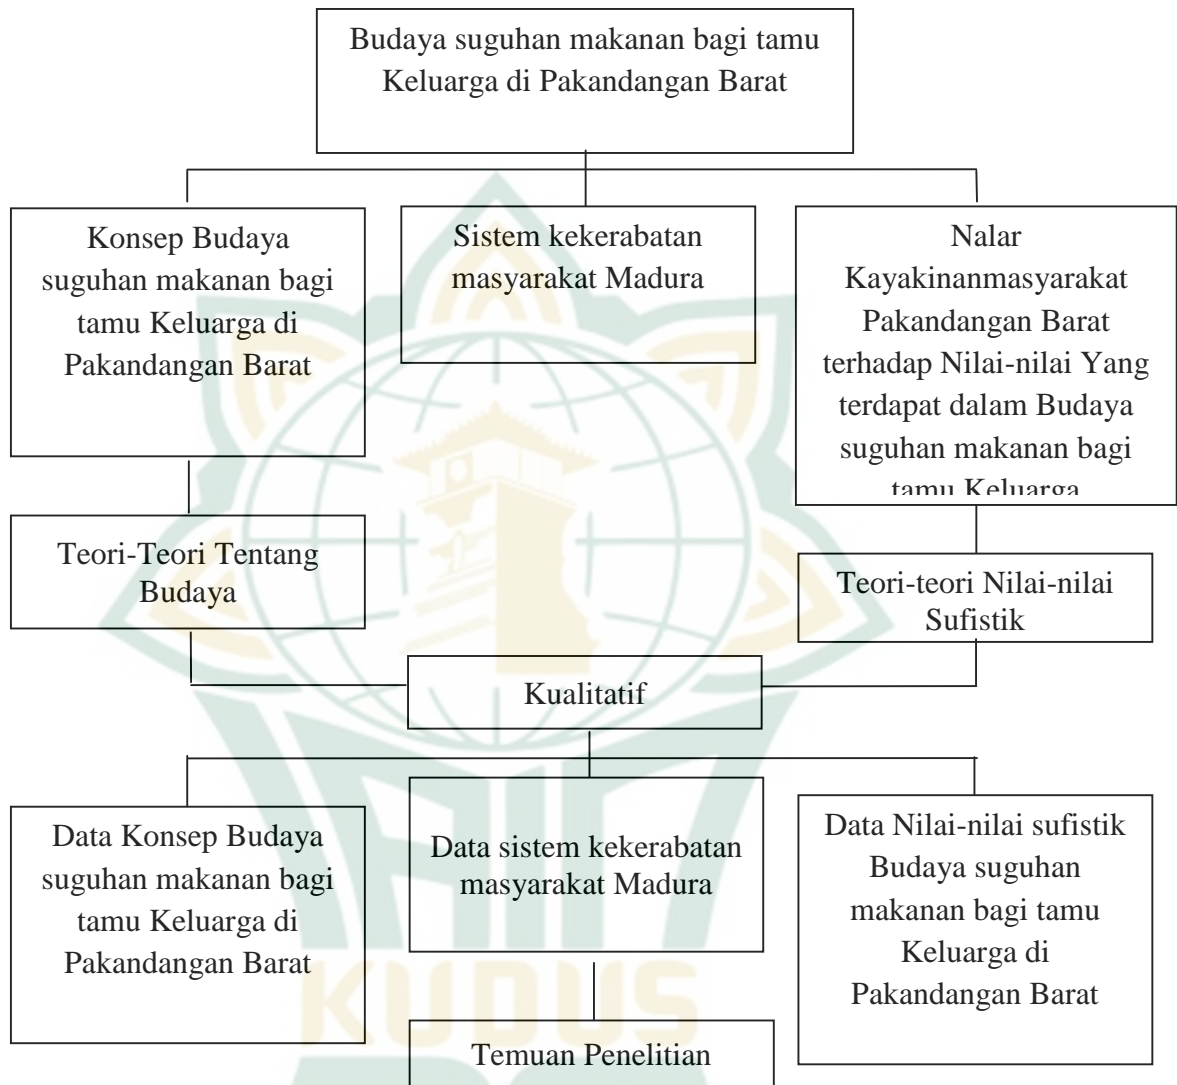 Budaya suguhan makanan bagi tamu
Keluarga di Pakandangan Barat
Konsep Budaya
suguhan makanan bagi
tamu Keluarga di
Pakandangan Barat
Sistem kekerabatan
masyarakat Madura
Nalar
Kayakinanmasyarakat
Pakandangan Barat
terhadap Nilai-nilai Yang
terdapat dalam Budaya
suguhan makanan bagi
tamu Keluarga
Teori-Teori Tentang
Budaya
Teori-teori Nilai-nilai
Sufistik
Kualitatif
Data Konsep Budaya
suguhan makanan bagi
tamu Keluarga di
Pakandangan Barat
Data sistem kekerabatan
masyarakat Madura
Data Nilai-nilai sufistik
Budaya suguhan
makanan bagi tamu
Keluarga di
Pakandangan Barat
Temuan Penelitian
IAIN
KUDUS